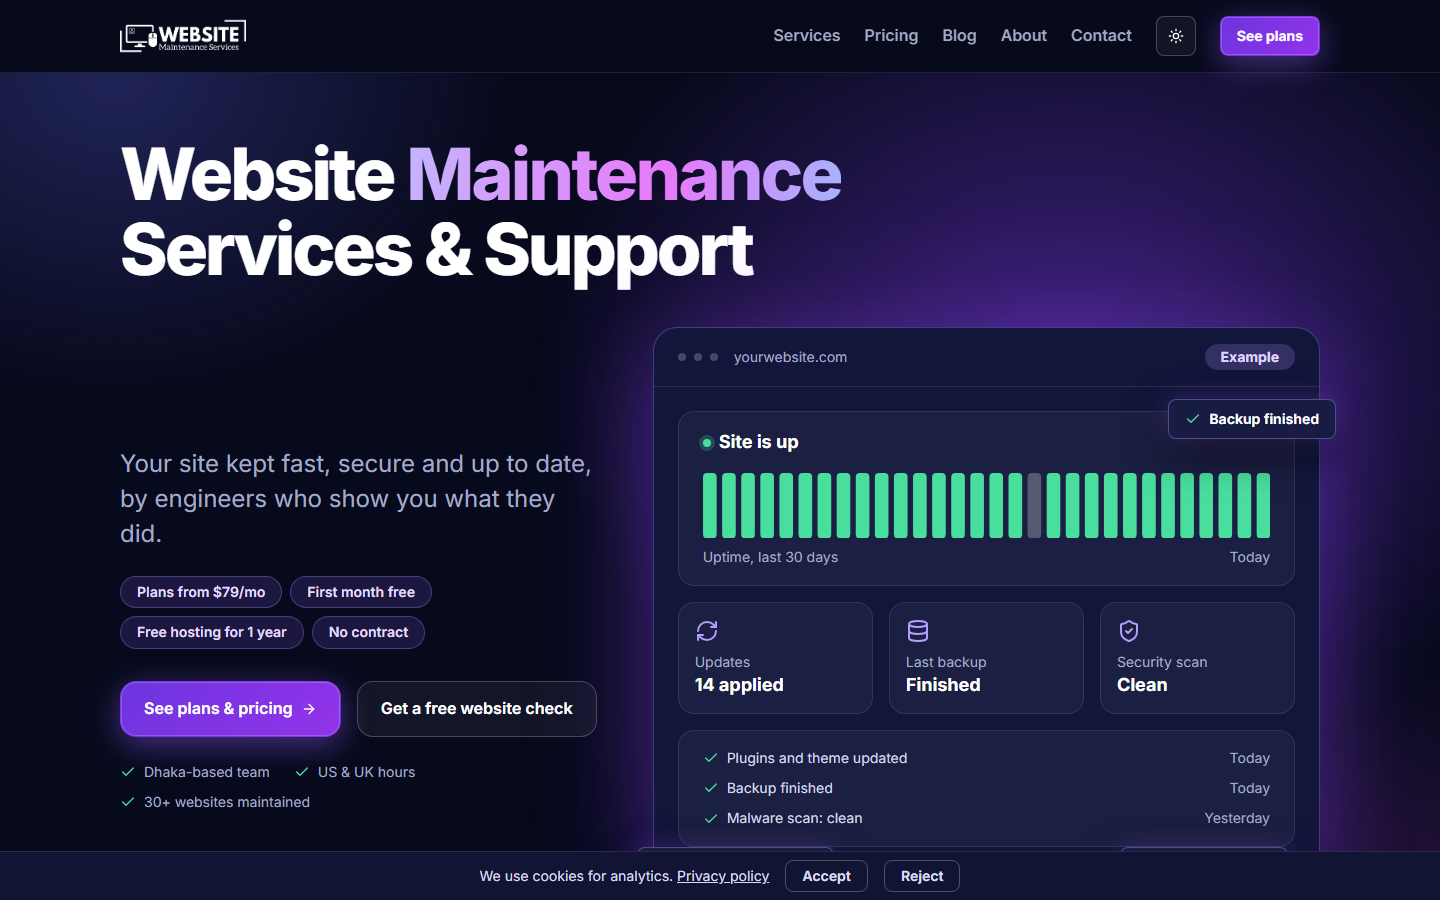 WEBSITE
Maintenance Services
Services
Pricing
Blog
About
Contact
See plans
Website Maintenance
Services & Support
Your site kept fast, secure and up to date,
by engineers who show you what they
did.
Plans from $79/mo
First month free
Free hosting for 1 year
No contract
See plans & pricing →
Get a free website check
Dhaka-based team
US & UK hours
30+ websites maintained
yourwebsite.com
Example
Backup finished
Site is up
Uptime, last 30 days
Today
Updates
14 applied
Last backup
Finished
Security scan
Clean
Plugins and theme updated
Today
Backup finished
Today
Malware scan: clean
Yesterday
We use cookies for analytics. Privacy policy
Accept
Reject